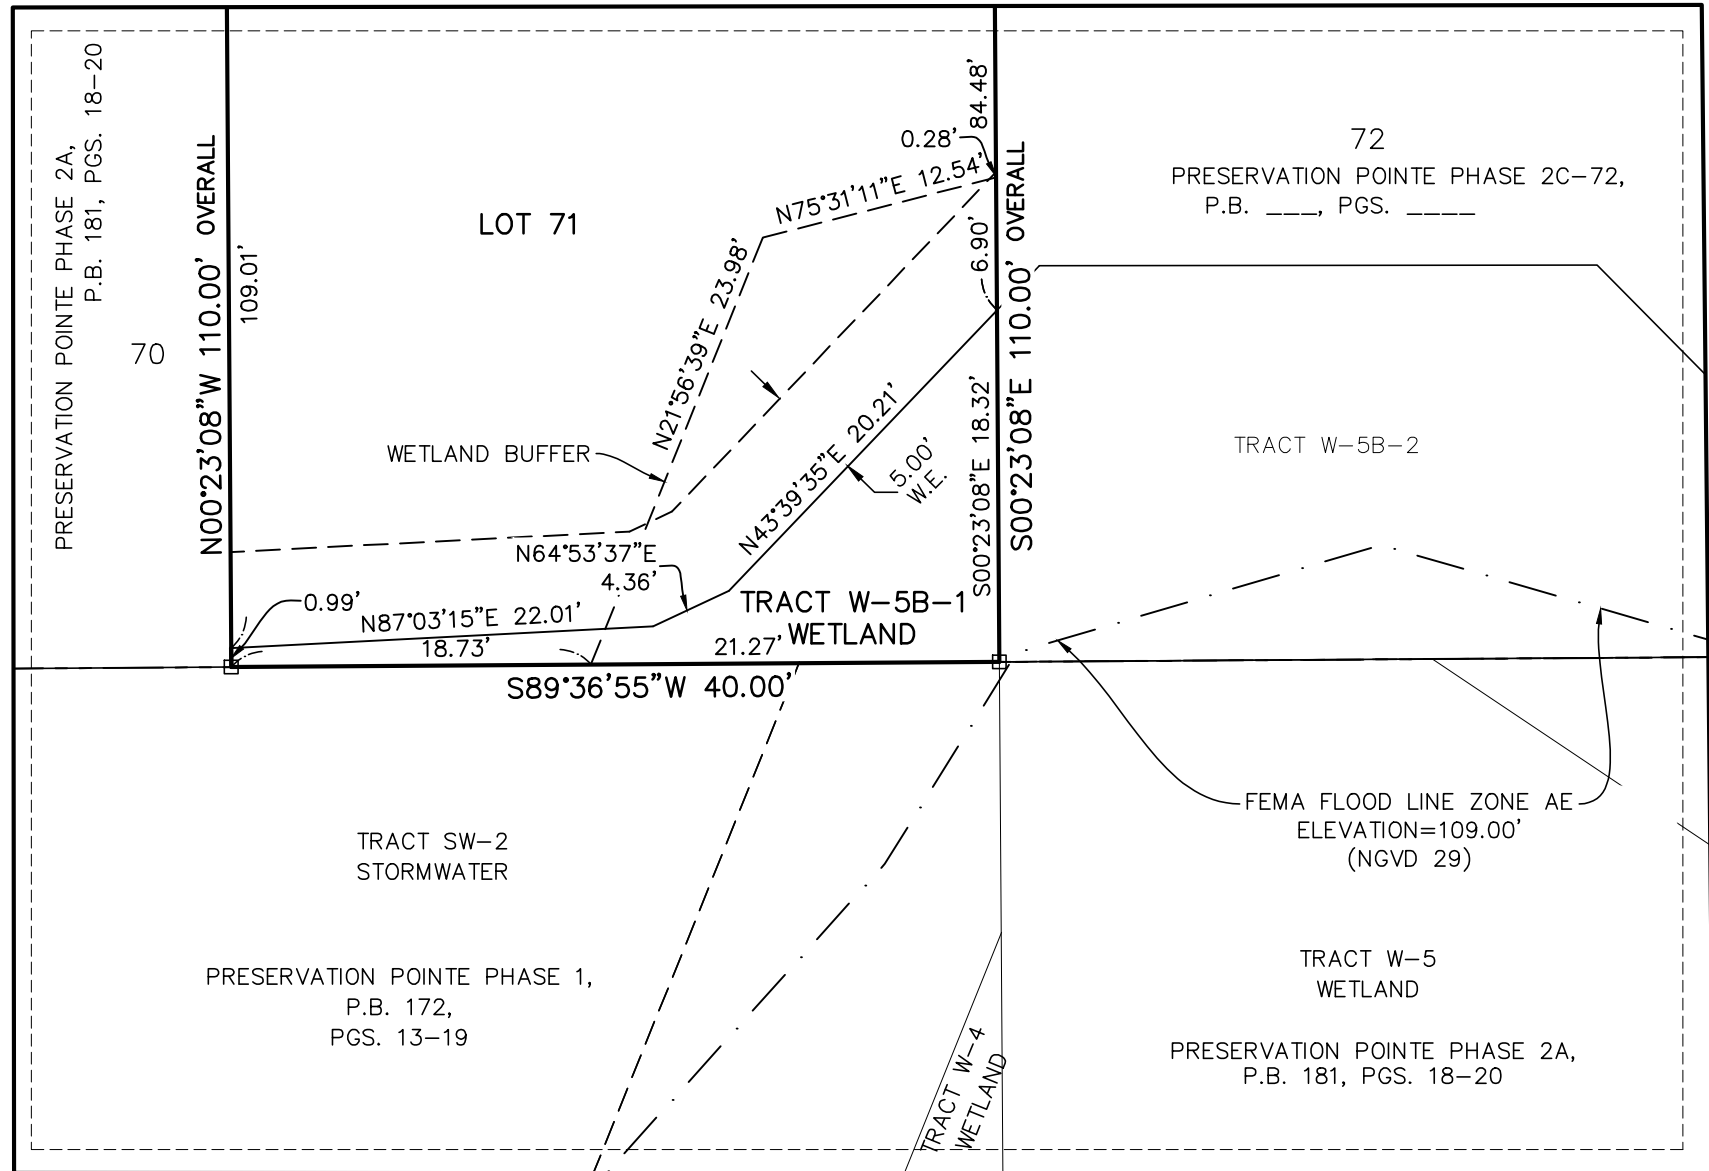 PRESERVATION POINTE PHASE 2A,
P.B. 181, PGS. 18-20
70
N00°23'08"W 110.00' OVERALL
109.01'
LOT 71
84.48'
0.28'
N75°31'11"E 12.54'
N21°56'39"E 23.98'
6.90'
S00°23'08"E 110.00' OVERALL
72
PRESERVATION POINTE PHASE 2C-72,
P.B. ___, PGS. ____
WETLAND BUFFER
N43°39'35"E 20.21'
5.00'
W.E.
S00°23'08"E 18.32'
TRACT W-5B-2
N64°53'37"E
4.36'
0.99'
N87°03'15"E 22.01'
18.73'
TRACT W-5B-1
WETLAND
21.27'
S89°36'55"W 40.00'
FEMA FLOOD LINE ZONE AE
ELEVATION=109.00'
(NGVD 29)
TRACT SW-2
STORMWATER
PRESERVATION POINTE PHASE 1,
P.B. 172,
PGS. 13-19
TRACT W-4
WETLAND
TRACT W-5
WETLAND
PRESERVATION POINTE PHASE 2A,
P.B. 181, PGS. 18-20